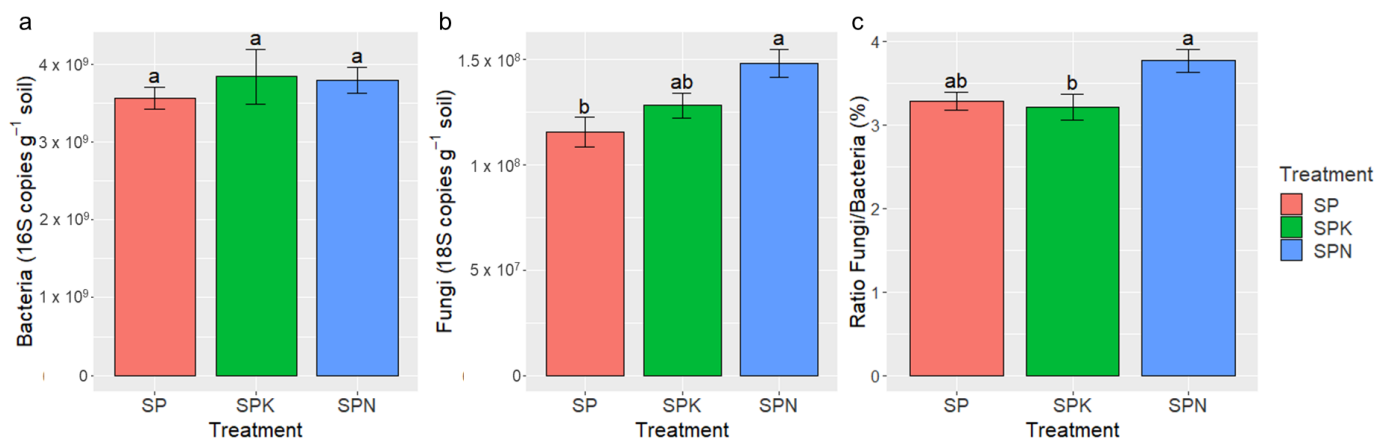 a
Bacteria (16S copies g⁻¹ soil)
4 x 10⁹
3 x 10⁹
2 x 10⁹
1 x 10⁹
0
a
a
a
SP
SPK
SPN
Treatment
b
Fungi (18S copies g⁻¹ soil)
1.5 x 10⁸
1 x 10⁸
5 x 10⁷
0
b
ab
a
SP
SPK
SPN
Treatment
c
Ratio Fungi/Bacteria (%)
4
3
2
1
0
ab
b
a
SP
SPK
SPN
Treatment
Treatment
SP
SPK
SPN